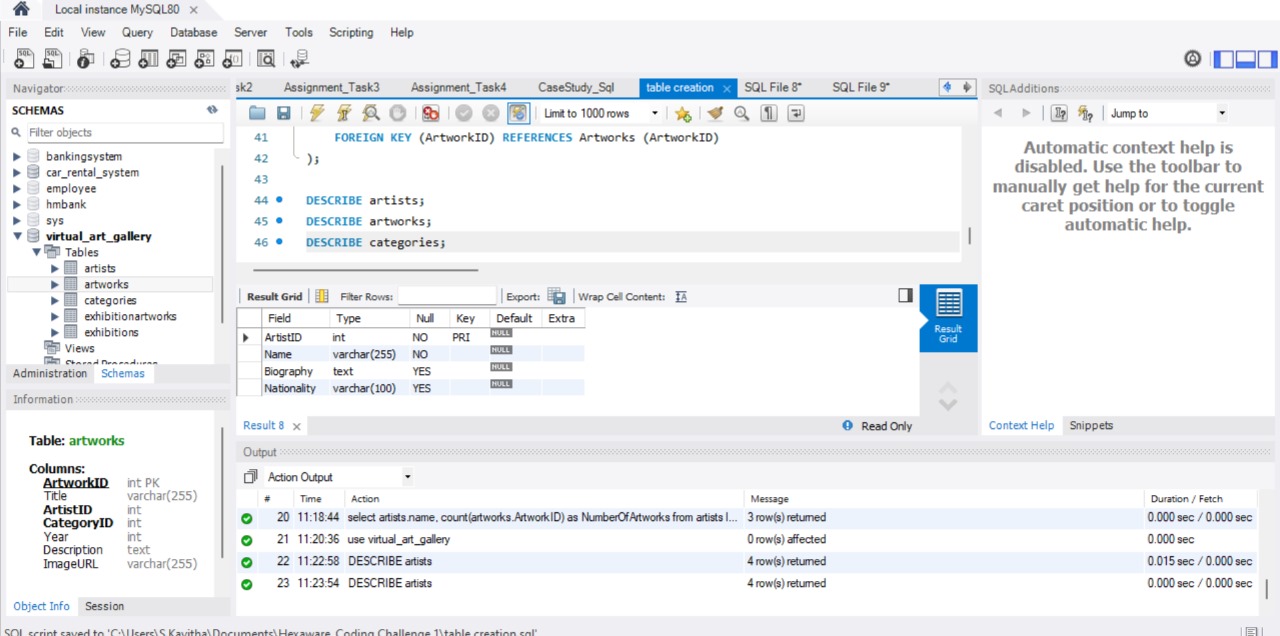 Local instance MySQL80 ×
File Edit View Query Database Server Tools Scripting Help
Navigator
SCHEMAS
Filter objects
bankingsystem
car_rental_system
employee
hmbank
sys
virtual_art_gallery
Tables
artists
artworks
categories
exhibitionartworks
exhibitions
Views
Stored Procedures
Administration Schemas
Information
Table: artworks
Columns:
ArtworkID int PK
Title varchar(255)
ArtistID int
CategoryID int
Year int
Description text
ImageURL varchar(255)
Object Info Session
sk2 Assignment_Task3 Assignment_Task4 CaseStudy_Sql table creation × SQL File 8* SQL File 9*
Limit to 1000 rows
41 FOREIGN KEY (ArtworkID) REFERENCES Artworks (ArtworkID)
42 );
43
44 DESCRIBE artists;
45 DESCRIBE artworks;
46 DESCRIBE categories;
Result Grid Filter Rows: Export: Wrap Cell Content: IA
Field Type Null Key Default Extra
ArtistID int NO PRI NULL
Name varchar(255) NO NULL
Biography text YES NULL
Nationality varchar(100) YES NULL
Result Grid
Result 8 × Read Only
SQLAdditions
Jump to
Automatic context help is
disabled. Use the toolbar to
manually get help for the current
caret position or to toggle
automatic help.
Context Help Snippets
Output
Action Output
# Time Action Message Duration / Fetch
20 11:18:44 select artists.name, count(artworks.ArtworkID) as NumberOfArtworks from artists l... 3 row(s) returned 0.000 sec / 0.000 sec
21 11:20:36 use virtual_art_gallery 0 row(s) affected 0.000 sec
22 11:22:58 DESCRIBE artists 4 row(s) returned 0.015 sec / 0.000 sec
23 11:23:54 DESCRIBE artists 4 row(s) returned 0.000 sec / 0.000 sec
SQL script saved to 'C:\Users\S Kavitha\Documents\Hexaware_Coding Challenge 1\table creation.sql'